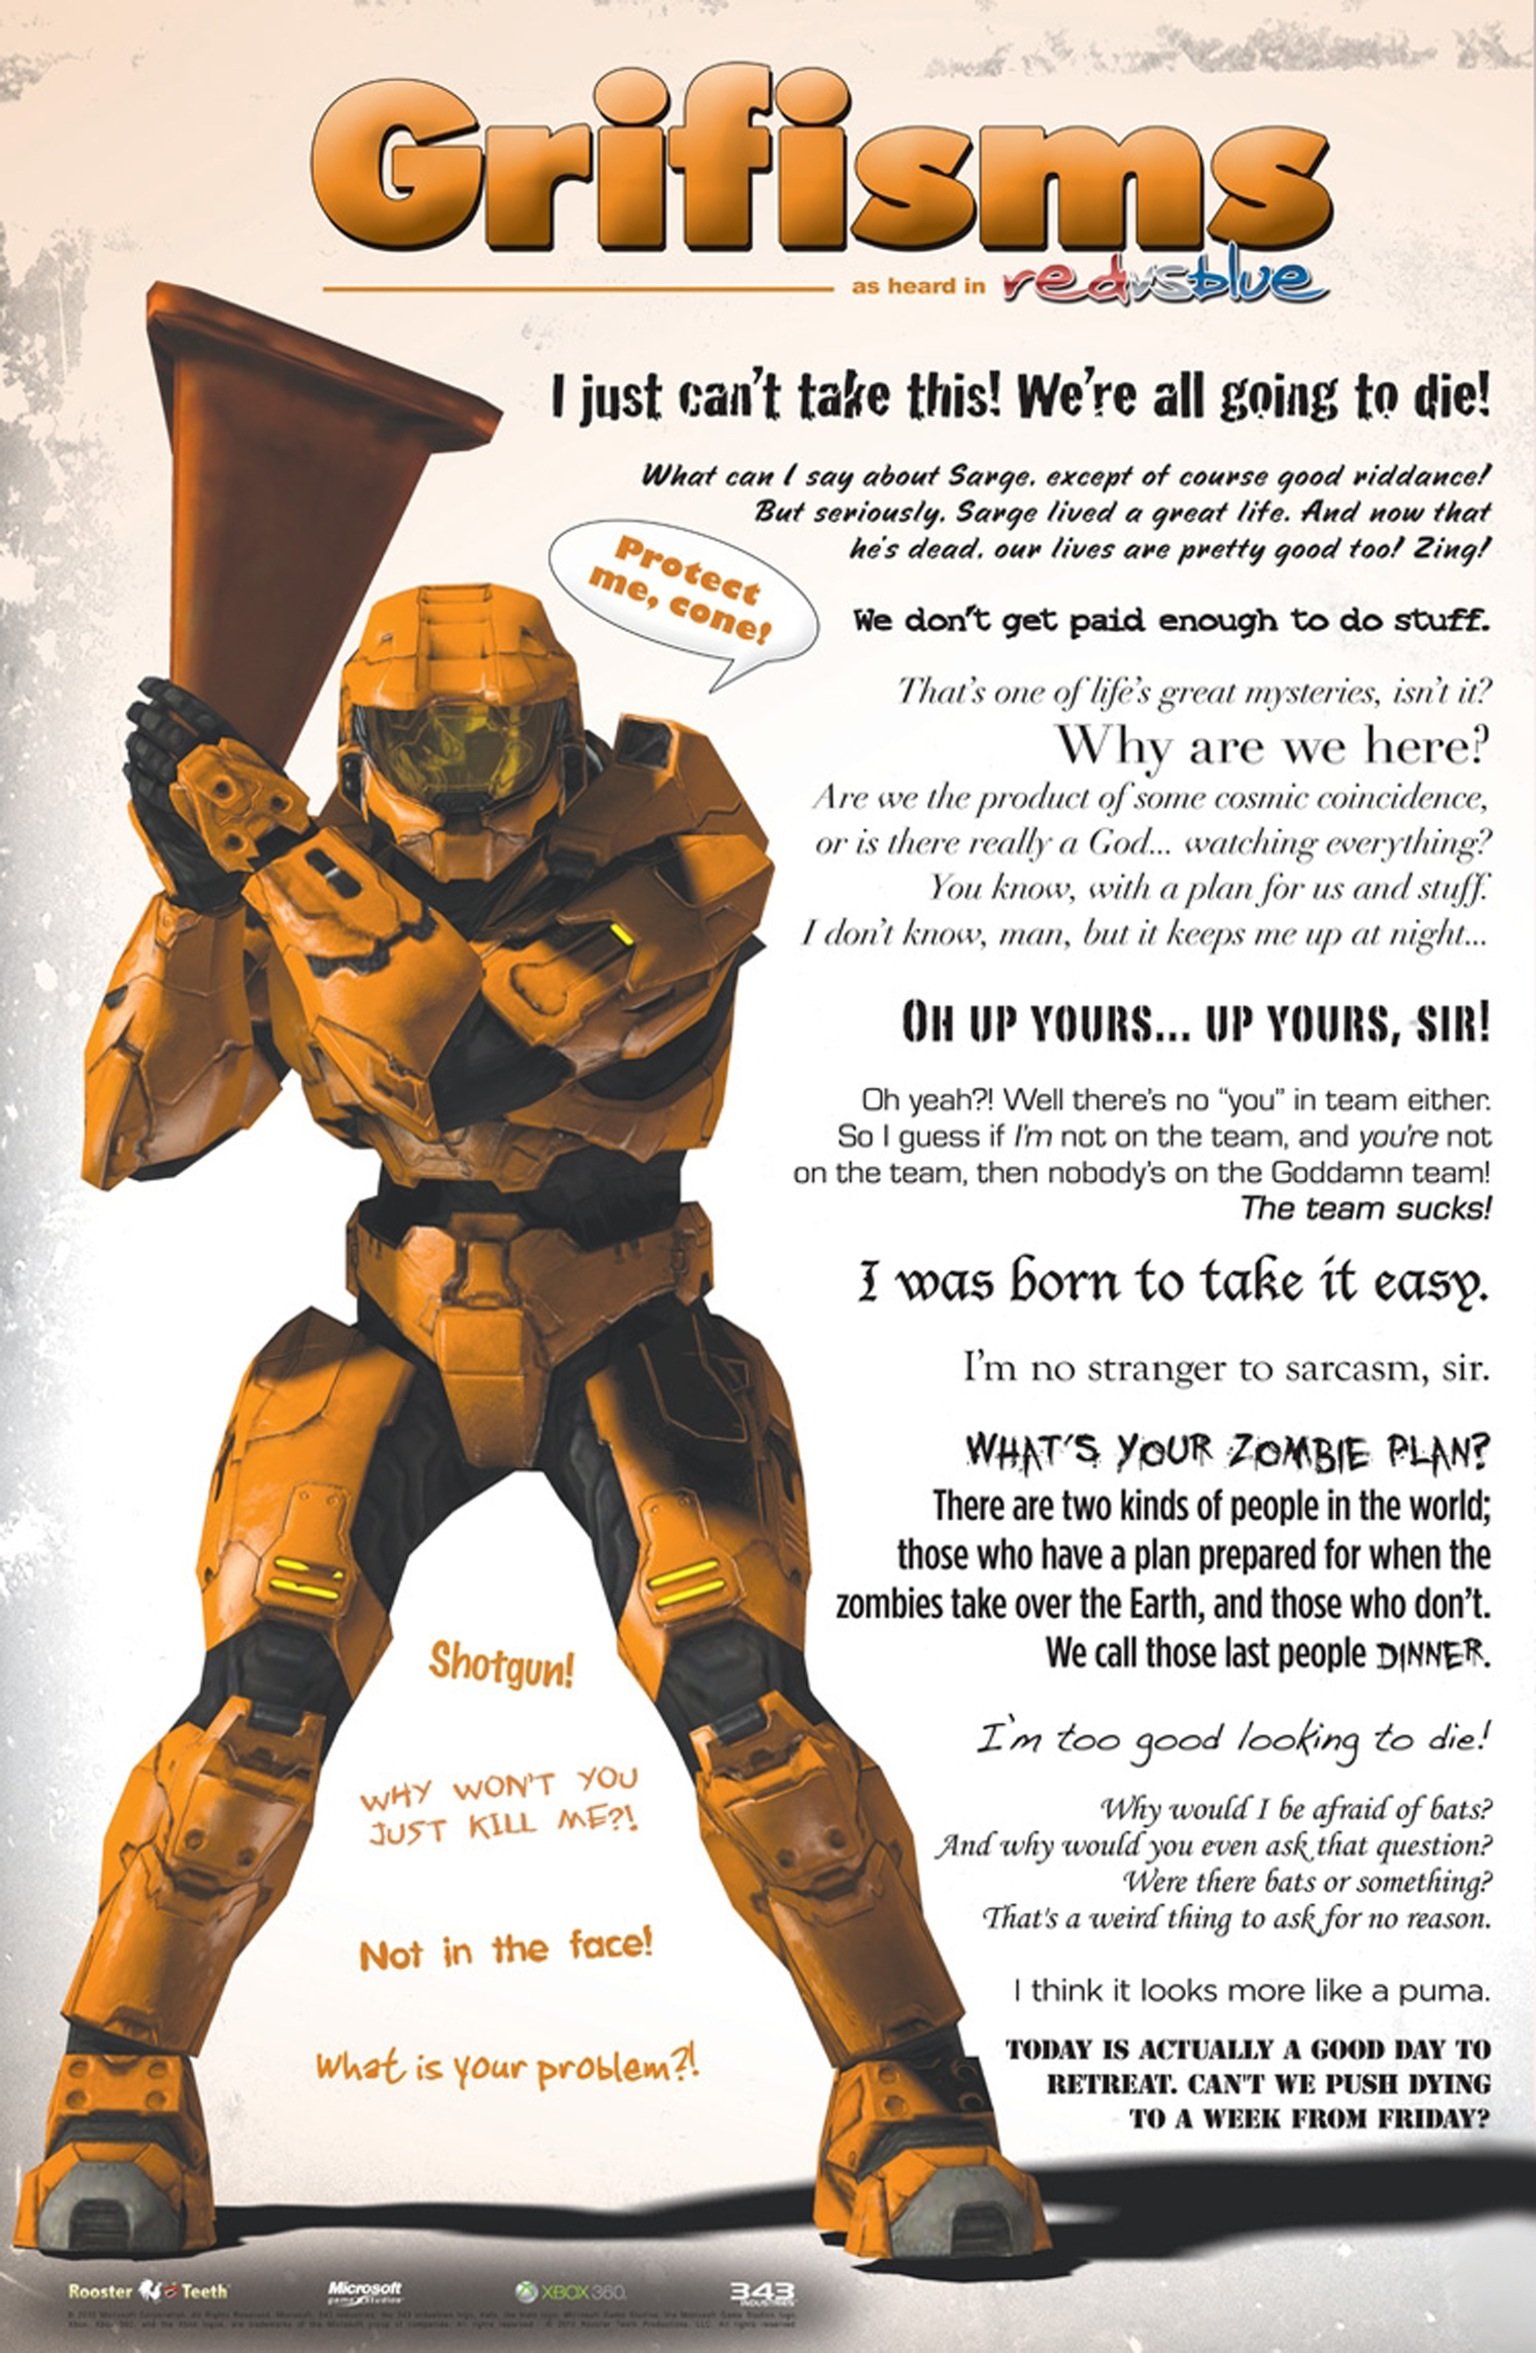 Grifisms
as heard in redvsblue
I just can't take this! We're all going to die!
What can I say about Sarge, except of course good riddance!
But seriously, Sarge lived a great life. And now that
he's dead, our lives are pretty good too! Zing!
Protect
me, cone!
We don't get paid enough to do stuff.
That's one of life's great mysteries, isn't it?
Why are we here?
Are we the product of some cosmic coincidence,
or is there really a God... watching everything?
You know, with a plan for us and stuff.
I don't know, man, but it keeps me up at night...
OH UP YOURS... UP YOURS, SIR!
Oh yeah?! Well there's no "you" in team either.
So I guess if I'm not on the team, and you're not
on the team, then nobody's on the Goddamn team!
The team sucks!
I was born to take it easy.
I'm no stranger to sarcasm, sir.
WHAT'S YOUR ZOMBIE PLAN?
There are two kinds of people in the world;
those who have a plan prepared for when the
zombies take over the Earth, and those who don't.
We call those last people DINNER.
I'm too good looking to die!
Why would I be afraid of bats?
And why would you even ask that question?
Were there bats or something?
That's a weird thing to ask for no reason.
I think it looks more like a puma.
TODAY IS ACTUALLY A GOOD DAY TO
RETREAT. CAN'T WE PUSH DYING
TO A WEEK FROM FRIDAY?
Shotgun!
WHY WON'T YOU
JUST KILL ME?!
Not in the face!
What is your problem?!
Rooster Teeth
Microsoft
game studios
XBOX 360.
343
INDUSTRIES